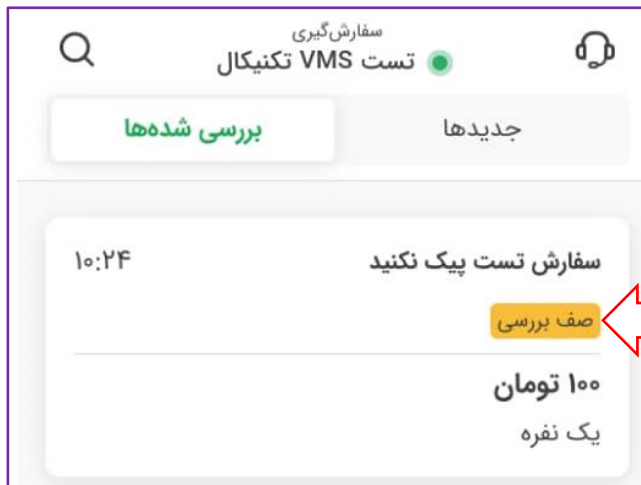 سفارش‌گیری
تست VMS تکنیکال
جدیدها
بررسی شده‌ها
سفارش تست پیک نکنید
۱۰:۲۴
صف بررسی
۱۰۰ تومان
یک نفره